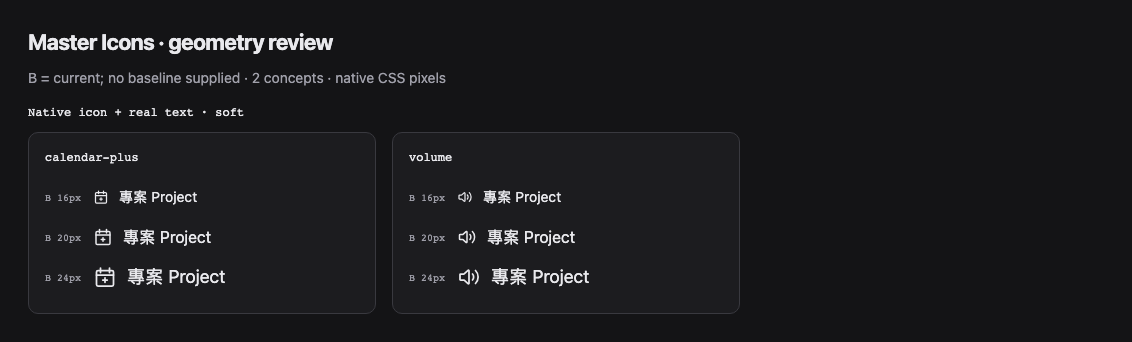 Master Icons · geometry review
B = current; no baseline supplied · 2 concepts · native CSS pixels
Native icon + real text · soft
calendar-plus
B 16px 專案 Project
B 20px 專案 Project
B 24px 專案 Project
volume
B 16px 專案 Project
B 20px 專案 Project
B 24px 專案 Project